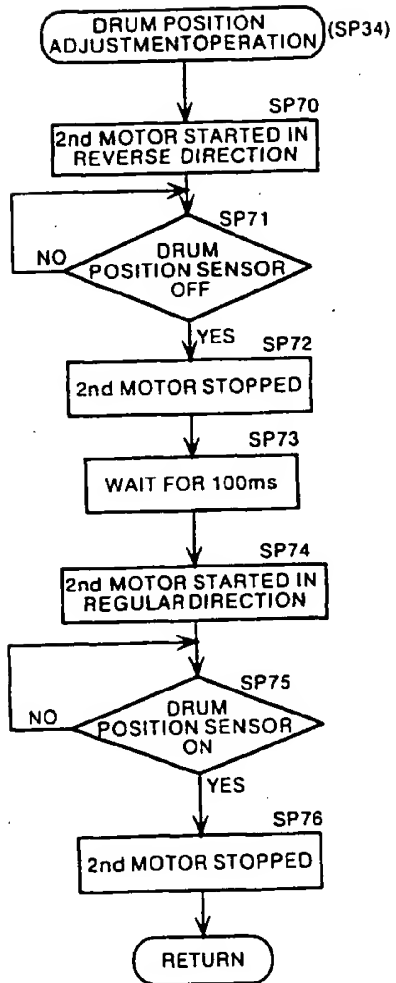 DRUM POSITION
ADJUSTMENTOPERATION
(SP34)
SP70
2nd MOTOR STARTED IN
REVERSE DIRECTION
SP71
NO
DRUM
POSITION SENSOR
OFF
YES
SP72
2nd MOTOR STOPPED
SP73
WAIT FOR 100ms
SP74
2nd MOTOR STARTED IN
REGULAR DIRECTION
SP75
NO
DRUM
POSITION SENSOR
ON
YES
SP76
2nd MOTOR STOPPED
RETURN